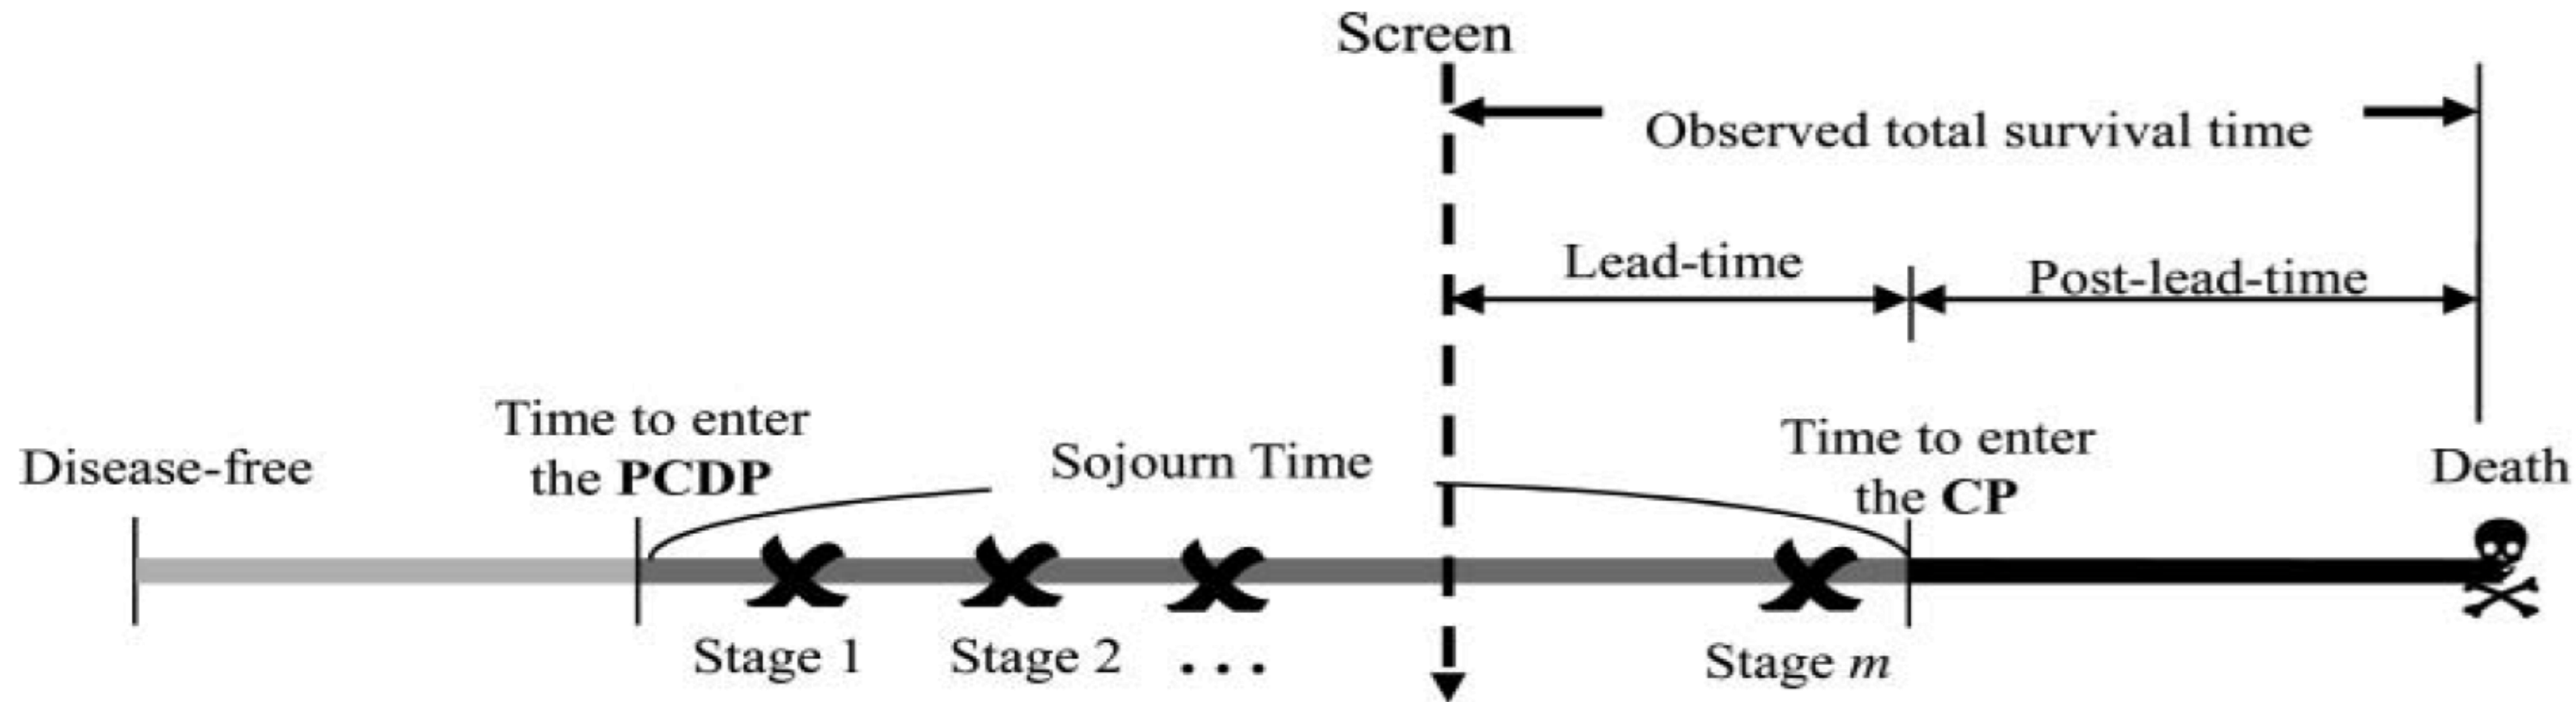 Screen
Observed total survival time
Lead-time
Post-lead-time
Disease-free
Time to enter
the PCDP
Sojourn Time
Time to enter
the CP
Death
Stage 1
Stage 2
...
Stage m